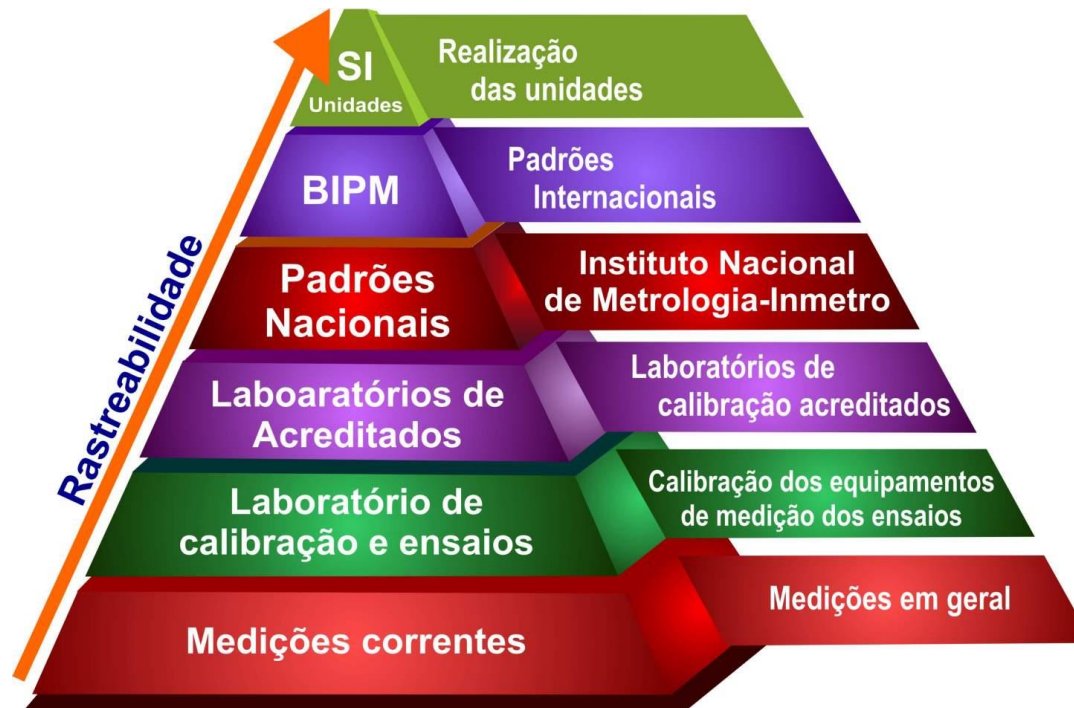 SI
Unidades
Realização
das unidades
BIPM
Padrões
Internacionais
Padrões
Nacionais
Instituto Nacional
de Metrologia-Inmetro
Laboaratórios de
Acreditados
Laboratórios de
calibração acreditados
Laboratório de
calibração e ensaios
Calibração dos equipamentos
de medição dos ensaios
Medições correntes
Medições em geral
Rastreabilidade